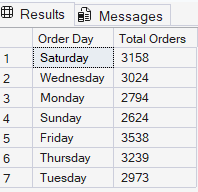 Results Messages
Order Day Total Orders
1 Saturday 3158
2 Wednesday 3024
3 Monday 2794
4 Sunday 2624
5 Friday 3538
6 Thursday 3239
7 Tuesday 2973